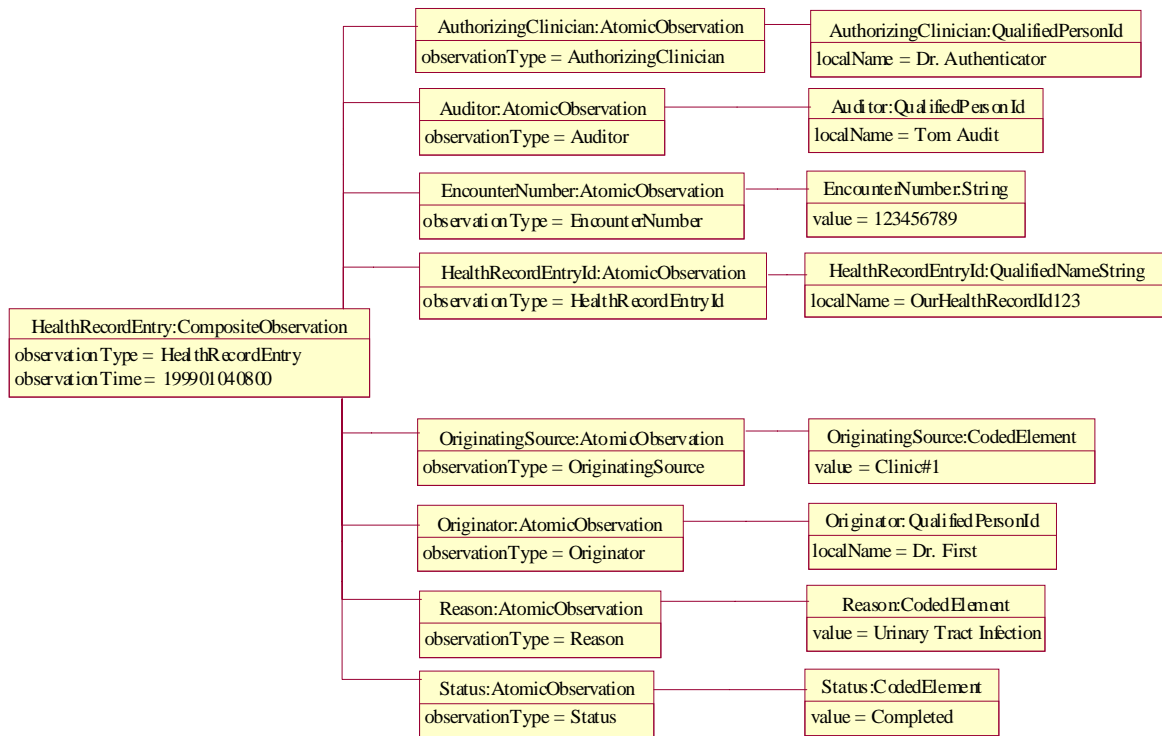 AuthorizingClinician:AtomicObservation
observationType = AuthorizingClinician
AuthorizingClinician:QualifiedPersonId
localName = Dr. Authenticator
Auditor:AtomicObservation
observationType = Auditor
Auditor:QualifiedPersonId
localName = Tom Audit
EncounterNumber:AtomicObservation
observationType = EncounterNumber
EncounterNumber:String
value = 123456789
HealthRecordEntryId:AtomicObservation
observationType = HealthRecordEntryId
HealthRecordEntryId:QualifiedNameString
localName = OurHealthRecordId123
HealthRecordEntry:CompositeObservation
observationType = HealthRecordEntry
observationTime = 199901040800
OriginatingSource:AtomicObservation
observationType = OriginatingSource
OriginatingSource:CodedElement
value = Clinic#1
Originator:AtomicObservation
observationType = Originator
Originator:QualifiedPersonId
localName = Dr. First
Reason:AtomicObservation
observationType = Reason
Reason:CodedElement
value = Urinary Tract Infection
Status:AtomicObservation
observationType = Status
Status:CodedElement
value = Completed